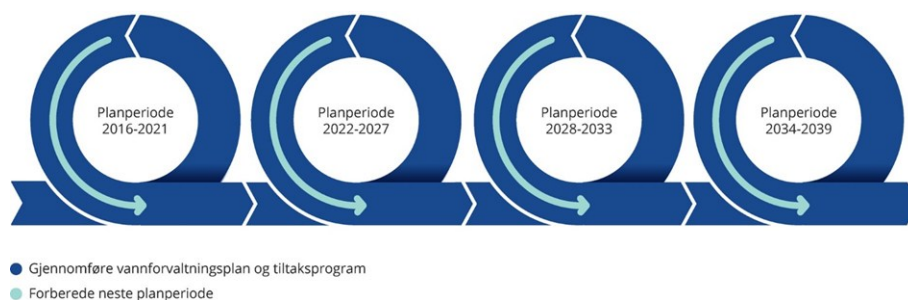 Planperiode
2016-2021
Planperiode
2022-2027
Planperiode
2028-2033
Planperiode
2034-2039
Gjennomføre vannforvaltningsplan og tiltaksprogram
Forberede neste planperiode